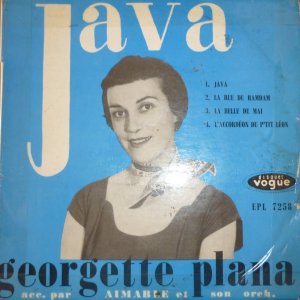 Java
1. JAVA
2. LA RUE DU RAMDAM
3. LA BELLE DE MAI
4. L'ACCORDÉON DE P'TIT LÉON
DISQUES
vogue
EPL 7258
georgette plana
acc. par AIMABLE et son orch.